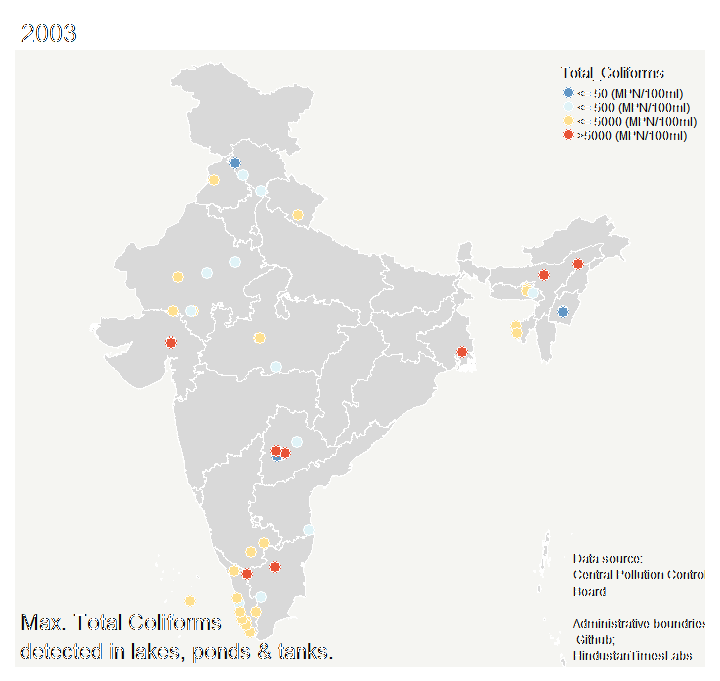 2003
Total_Coliforms
<=50 (MPN/100ml)
<=500 (MPN/100ml)
<=5000 (MPN/100ml)
>5000 (MPN/100ml)
Data source:
Central Pollution Control
Board
Administrative boundries
Github;
HindustanTimesLabs
Max. Total Coliforms
detected in lakes, ponds & tanks.